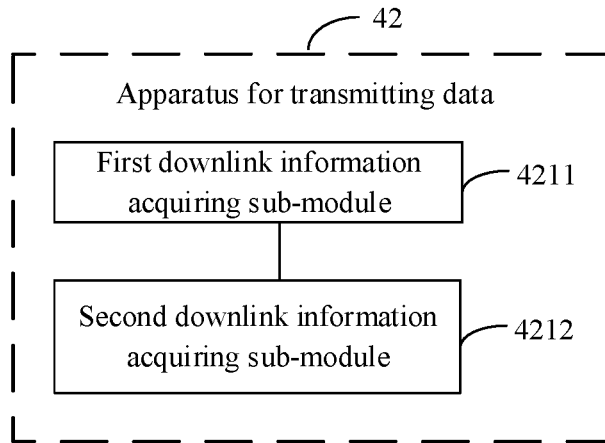 42
Apparatus for transmitting data
First downlink information
acquiring sub-module
4211
Second downlink information
acquiring sub-module
4212